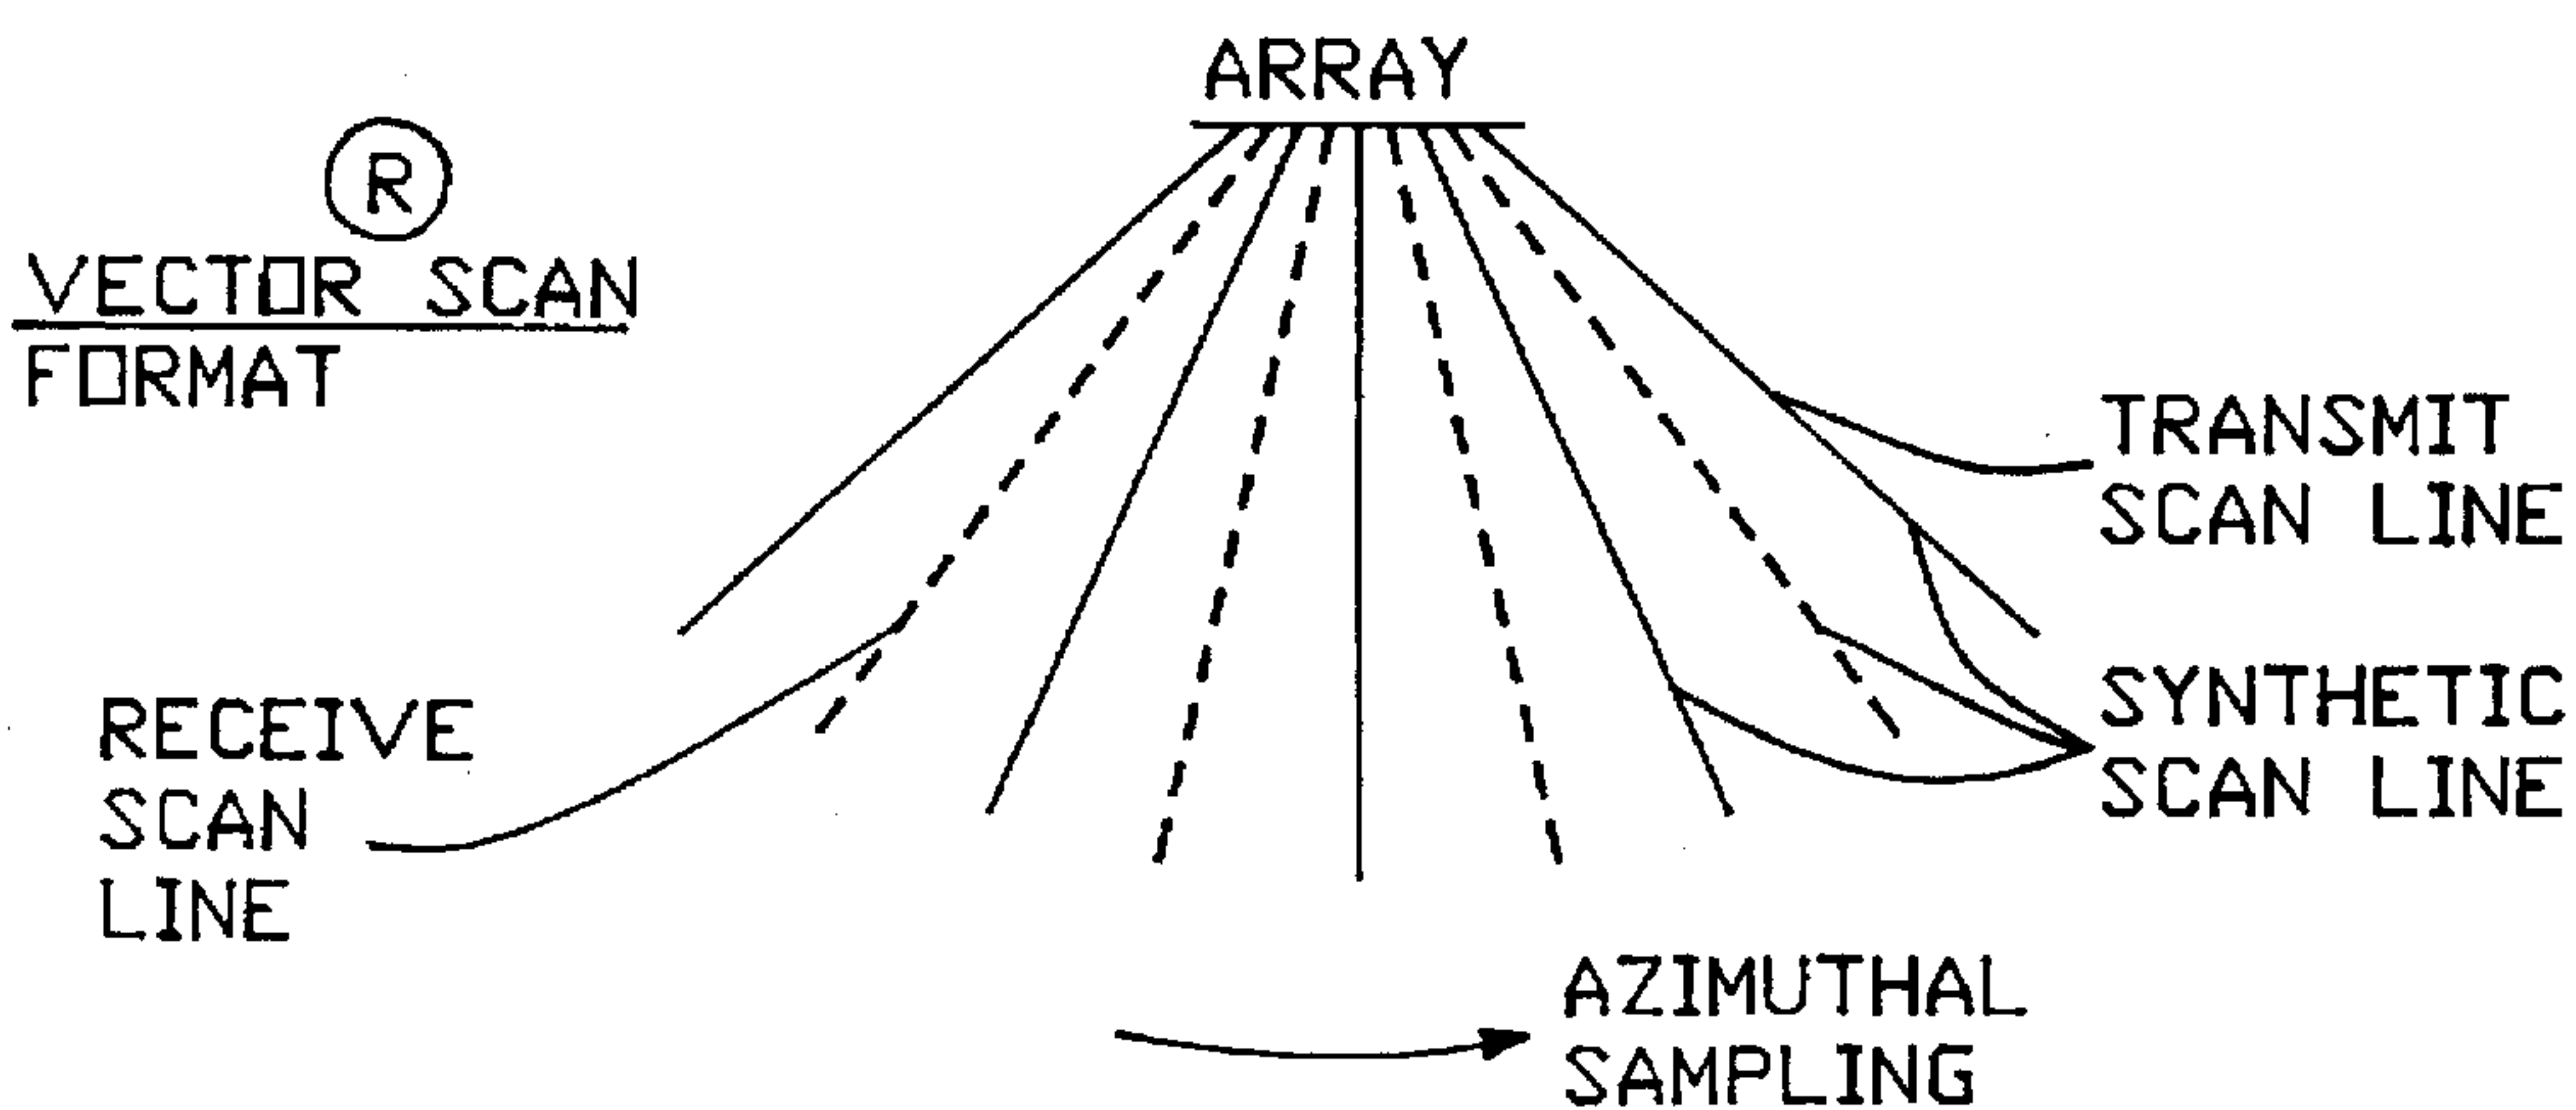 ARRAY
®
VECTOR SCAN
FORMAT
TRANSMIT
SCAN LINE
RECEIVE
SCAN
LINE
SYNTHETIC
SCAN LINE
AZIMUTHAL
SAMPLING